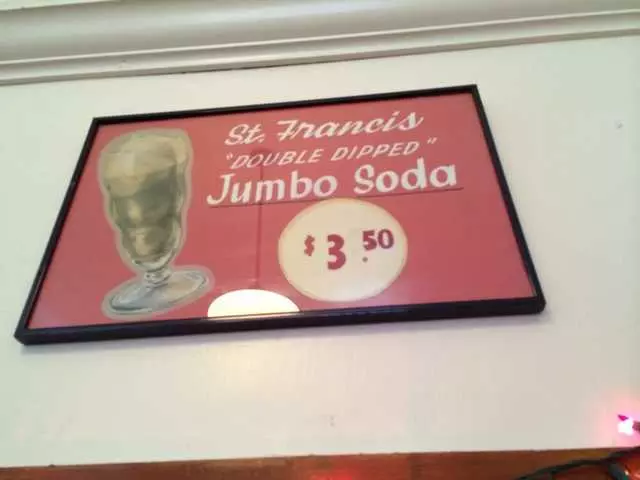 St. Francis
"DOUBLE DIPPED"
Jumbo Soda
$3.50